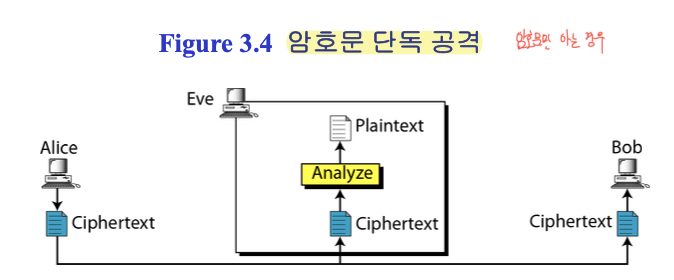 Figure 3.4 암호문 단독 공격 암호문만 아는 경우
Eve
Plaintext
Alice
Bob
Analyze
Ciphertext
Ciphertext
Ciphertext